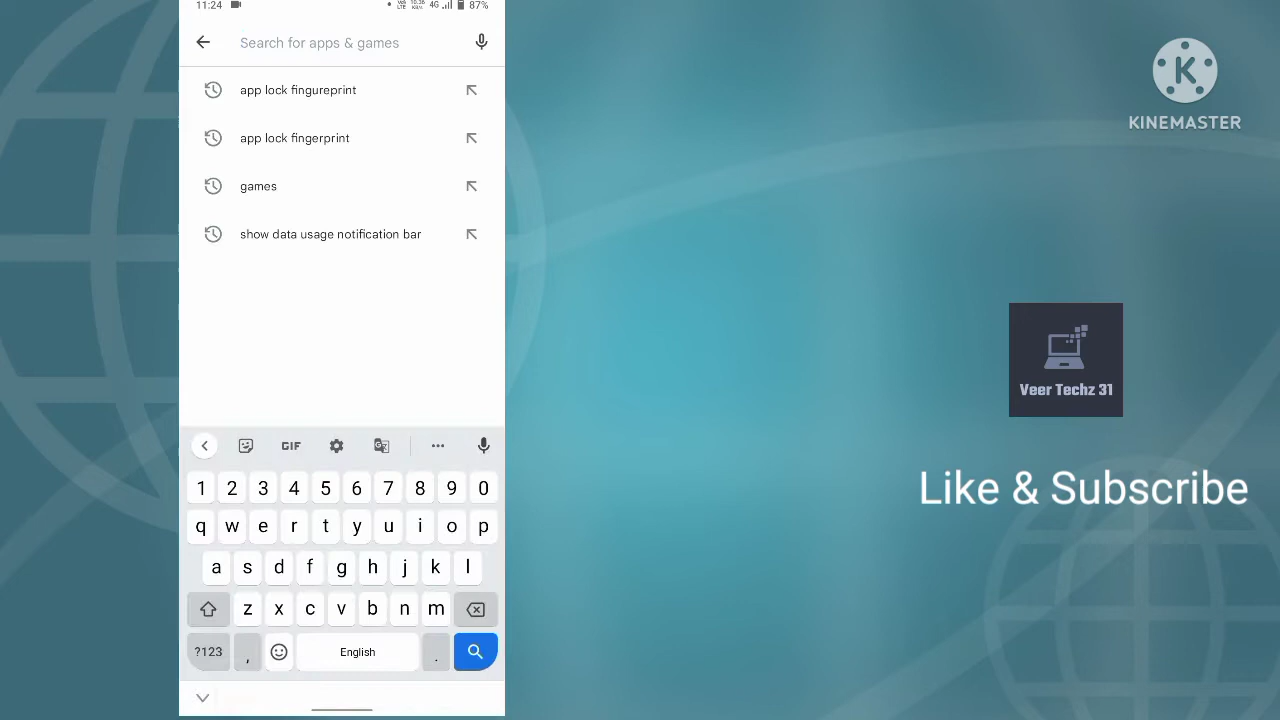 11:24
4G 87%
Search for apps & games
app lock fingureprint
app lock fingerprint
games
show data usage notification bar
GIF
1 2 3 4 5 6 7 8 9 0
q w e r t y u i o p
a s d f g h j k l
z x c v b n m
?123 , English .
KINEMASTER
Veer Techz 31
Like & Subscribe